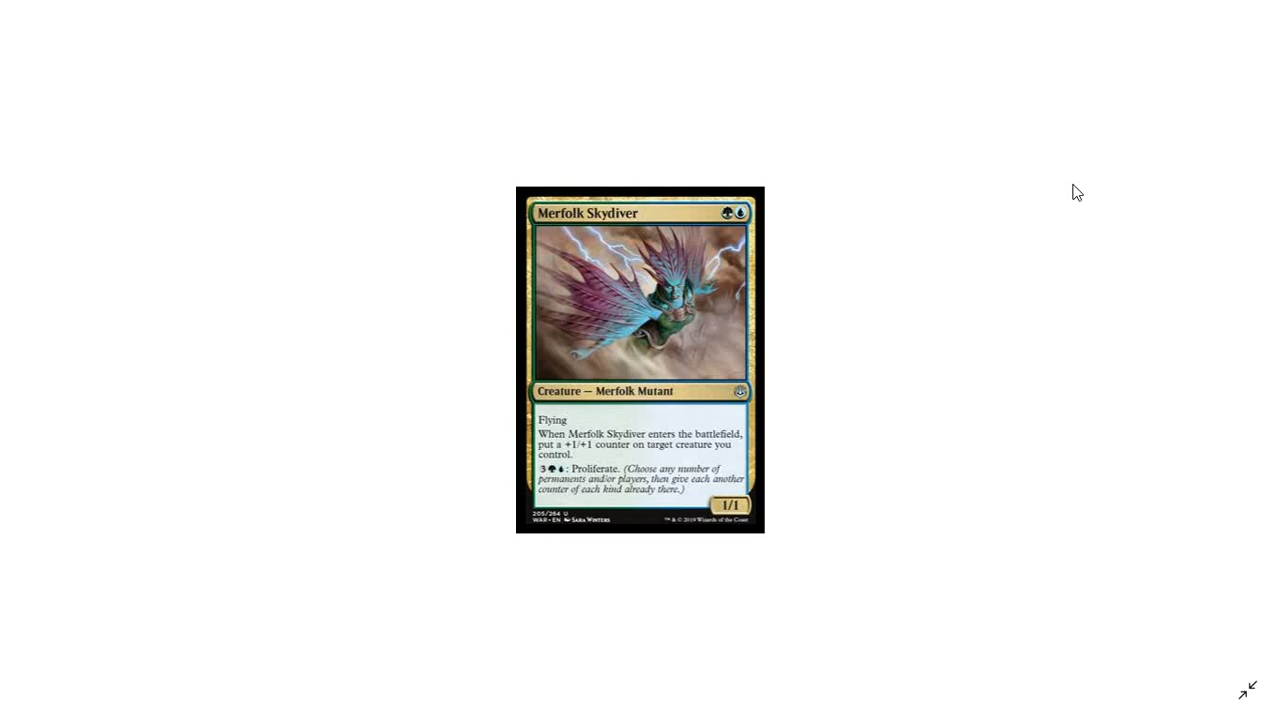 Merfolk Skydiver
Creature — Merfolk Mutant
Flying
When Merfolk Skydiver enters the battlefield,
put a +1/+1 counter on target creature you
control.
3 : Proliferate. (Choose any number of
permanents and/or players, then give each another
counter of each kind already there.)
1/1
205/264 U
WAR • EN Sara Winters
™ & © 2019 Wizards of the Coast